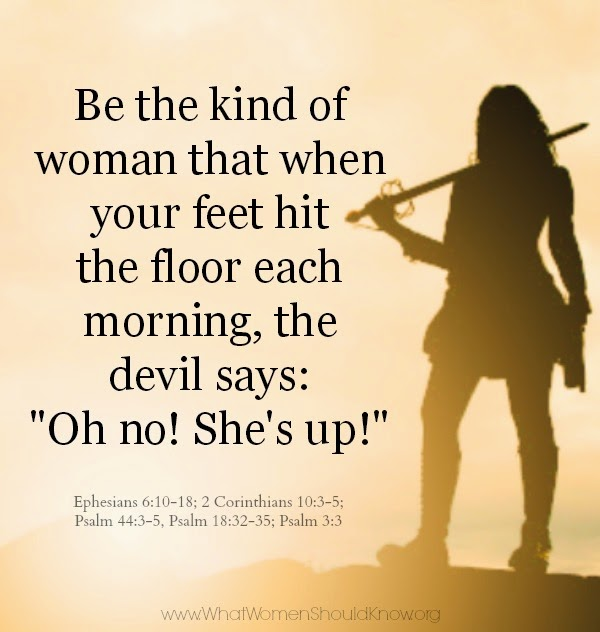 Be the kind of
woman that when
your feet hit
the floor each
morning, the
devil says:
"Oh no! She's up!"
Ephesians 6:10-18; 2 Corinthians 10:3-5;
Psalm 44:3-5, Psalm 18:32-35; Psalm 3:3
www.WhatWomenShouldKnow.org